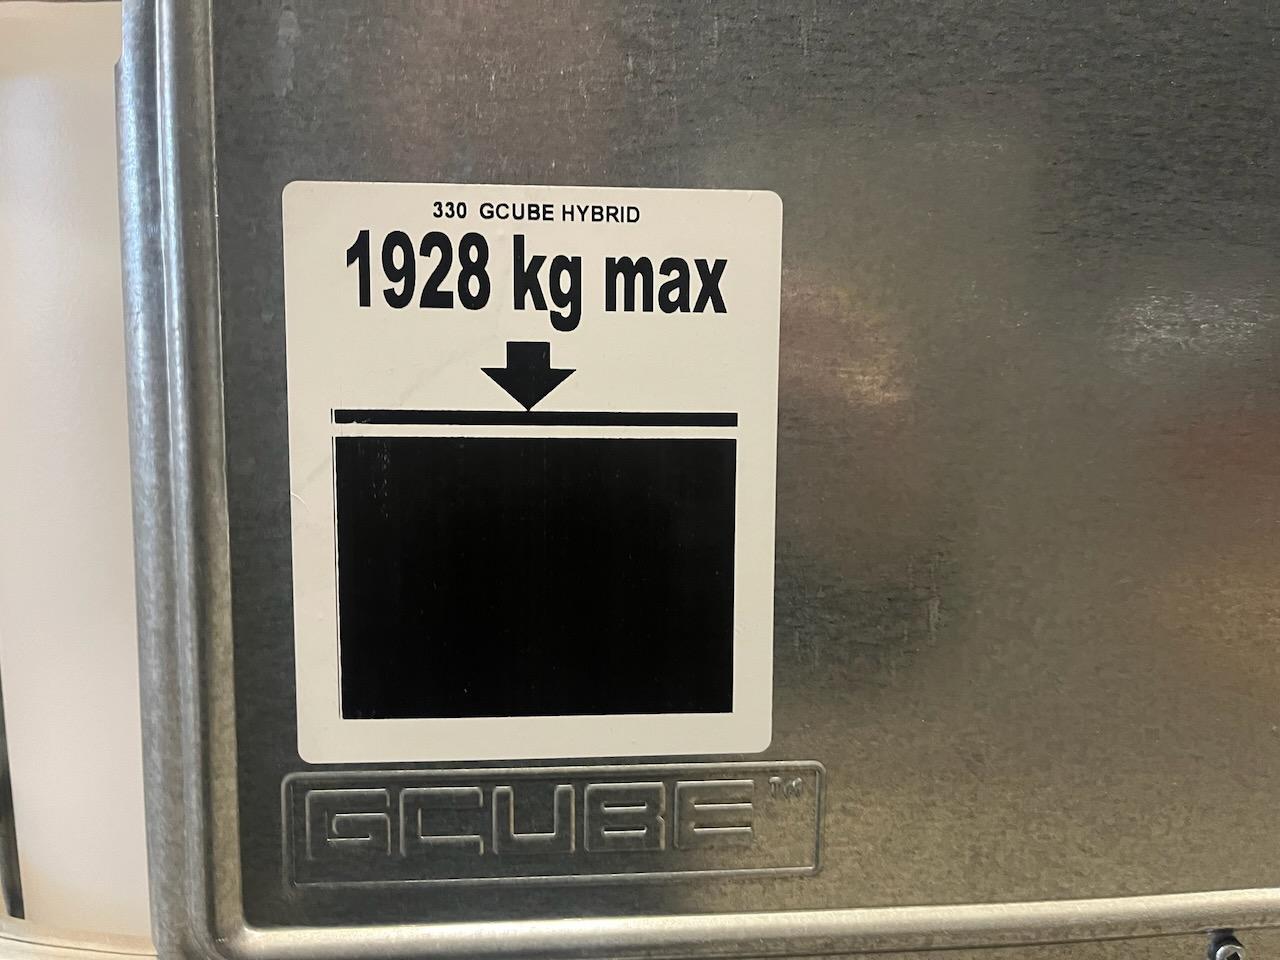 330 GCUBE HYBRID
1928 kg max
GCUBE™